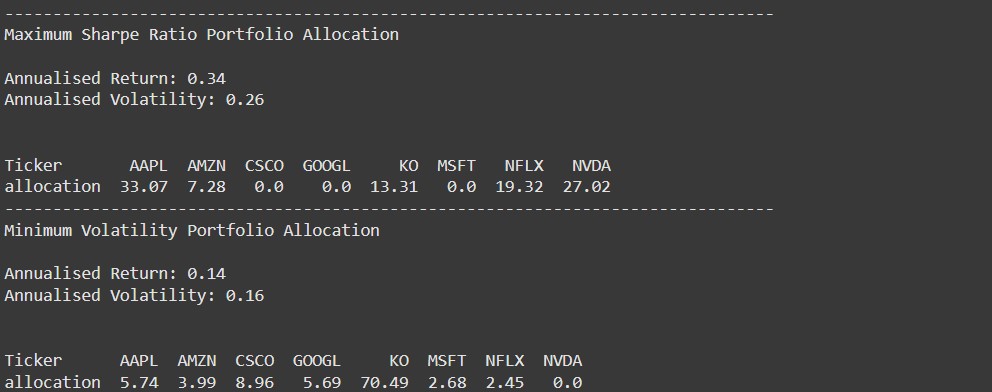 --------------------------------------------------------------------------------
Maximum Sharpe Ratio Portfolio Allocation
Annualised Return: 0.34
Annualised Volatility: 0.26
Ticker       AAPL  AMZN  CSCO  GOOGL     KO  MSFT   NFLX   NVDA
allocation  33.07  7.28   0.0    0.0  13.31   0.0  19.32  27.02
--------------------------------------------------------------------------------
Minimum Volatility Portfolio Allocation
Annualised Return: 0.14
Annualised Volatility: 0.16
Ticker      AAPL  AMZN  CSCO  GOOGL     KO  MSFT  NFLX  NVDA
allocation  5.74  3.99  8.96   5.69  70.49  2.68  2.45   0.0